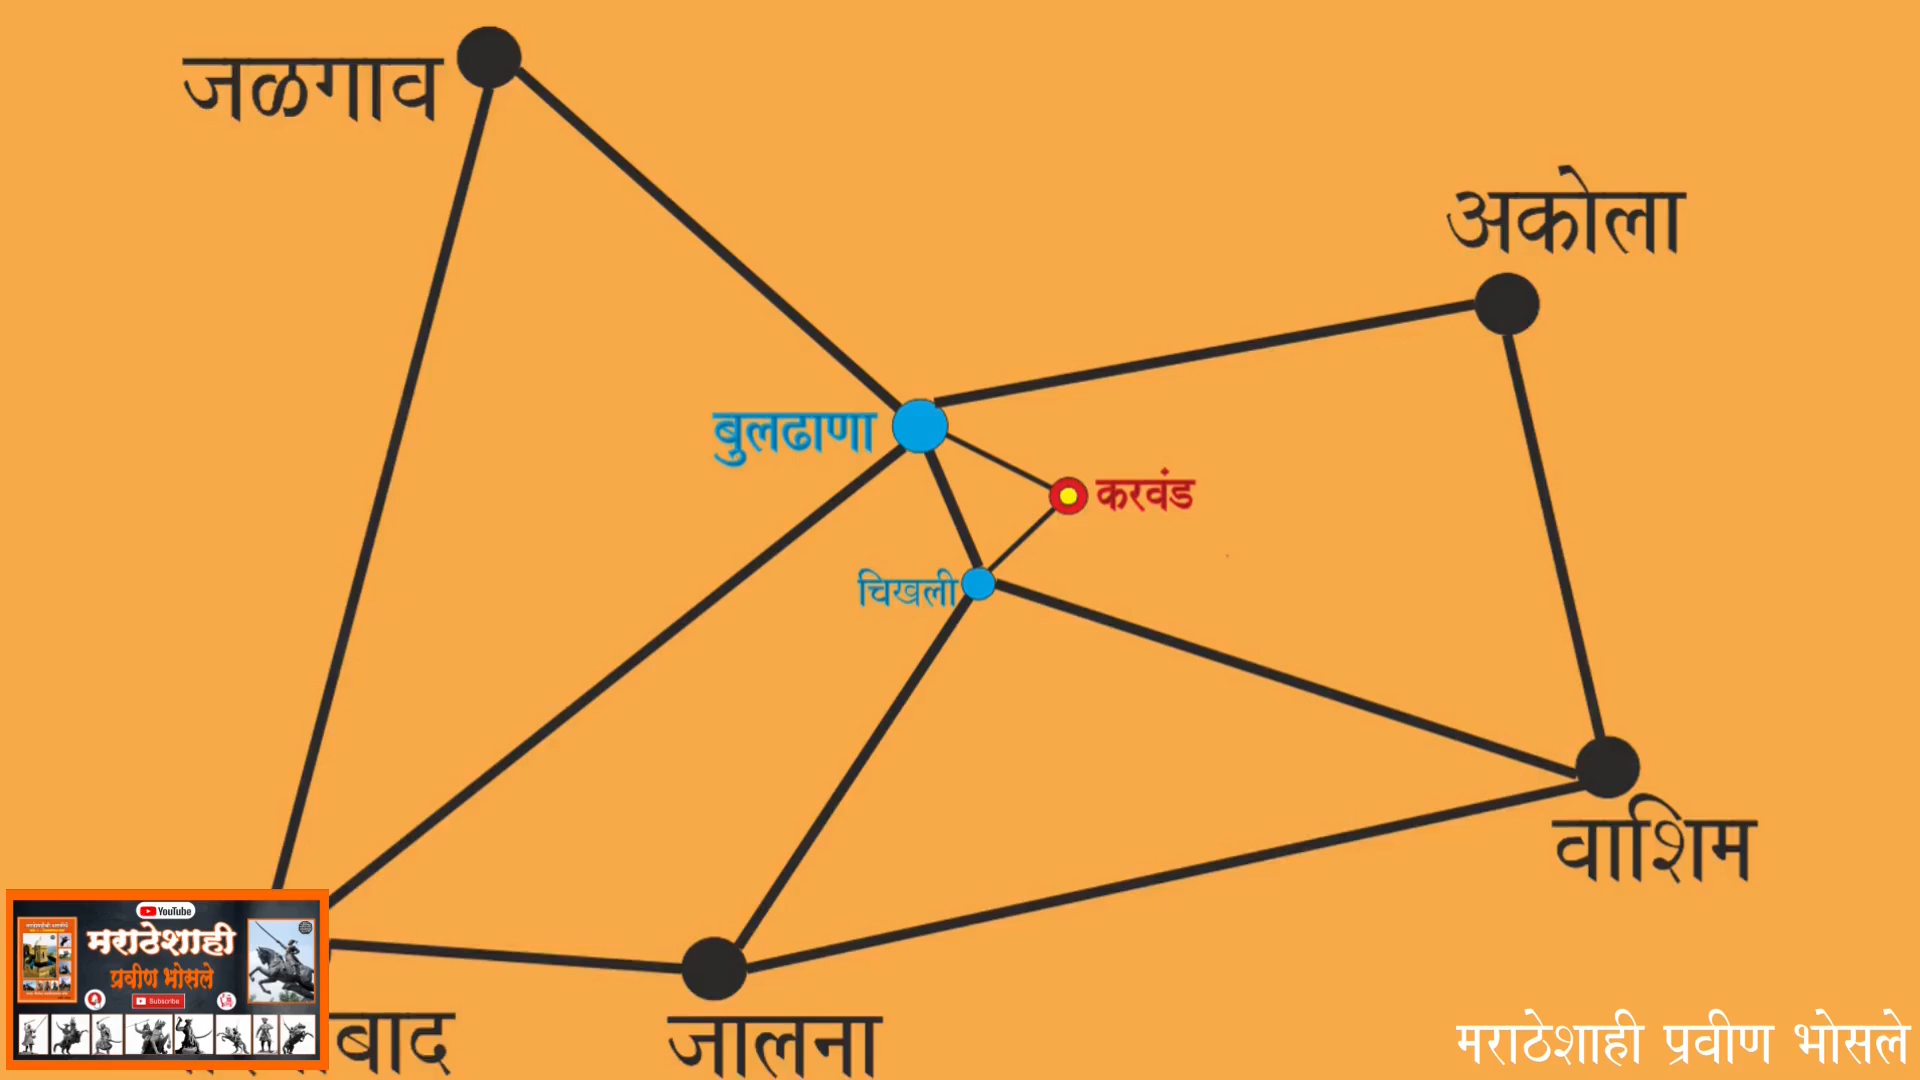 जळगाव
अकोला
बुलढाणा
करवंड
चिखली
वाशिम
YouTube
मराठेशाही
प्रवीण भोसले
Subscribe
बाद
जालना
मराठेशाही प्रवीण भोसले